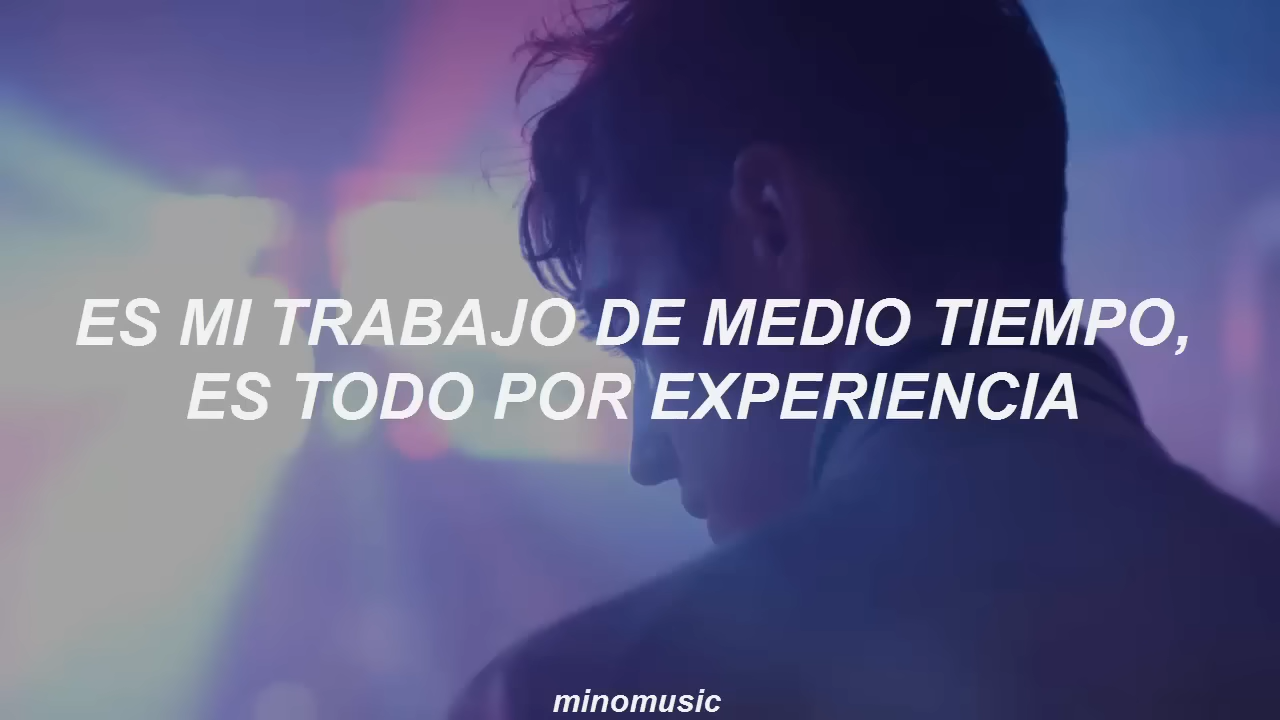 ES MI TRABAJO DE MEDIO TIEMPO,
ES TODO POR EXPERIENCIA
minomusic